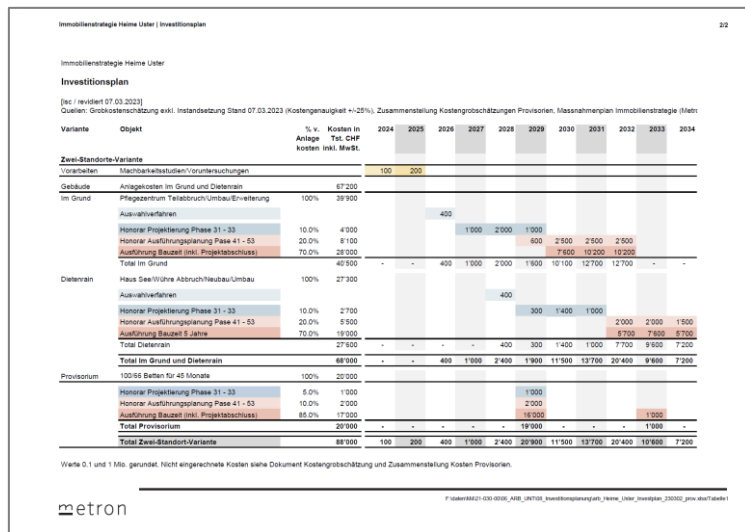 Immobilienstrategie Heime Uster | Investitionsplan 2/2
Immobilienstrategie Heime Uster
Investitionsplan
[isc / revidiert 07.03.2023]
Quellen: Grobkostenschätzung exkl. Instandsetzung Stand 07.03.2023 (Kostengenauigkeit +/-25%), Zusammenstellung Kostengrobschätzungen Provisorien, Massnahmenplan Immobilienstrategie (Metr
Variante Objekt % v. Kosten in 2024 2025 2026 2027 2028 2029 2030 2031 2032 2033 2034
Anlage Tst. CHF
kosten inkl. MwSt.
Zwei-Standorte-Variante
Vorarbeiten Machbarkeitsstudien/Voruntersuchungen 100 200
Gebäude Anlagekosten Im Grund und Dietenrain 67'200
Im Grund Pflegezentrum Teilabbruch/Umbau/Erweiterung 100% 39'900
Auswahlverfahren 400
Honorar Projektierung Phase 31 - 33 10.0% 4'000 1'000 2'000 1'000
Honorar Ausführungsplanung Pase 41 - 53 20.0% 8'100 600 2'500 2'500 2'500
Ausführung Bauzeit (inkl. Projektabschluss) 70.0% 28'000 7'600 10'200 10'200
Total Im Grund 40'500 - - 400 1'000 2'000 1'600 10'100 12'700 12'700 - -
Dietenrain Haus See/Wühre Abbruch/Neubau/Umbau 100% 27'300
Auswahlverfahren 400
Honorar Projektierung Phase 31 - 33 10.0% 2'700 300 1'400 1'000
Honorar Ausführungsplanung Pase 41 - 53 20.0% 5'500 2'000 2'000 1'500
Ausführung Bauzeit 5 Jahre 70.0% 19'000 5'700 7'600 5'700
Total Dietenrain 27'600 - - - - 400 300 1'400 1'000 7'700 9'600 7'200
Total Im Grund und Dietenrain 68'000 - - 400 1'000 2'400 1'900 11'500 13'700 20'400 9'600 7'200
Provisorium 100/66 Betten für 45 Monate 100% 20'000
Honorar Projektierung Phase 31 - 33 5.0% 1'000 1'000
Honorar Ausführungsplanung Pase 41 - 53 10.0% 2'000 2'000
Ausführung Bauzeit (inkl. Projektabschluss) 85.0% 17'000 16'000 1'000
Total Provisorium 20'000 - - - - - 19'000 - - - 1'000 -
Total Zwei-Standort-Variante 88'000 100 200 400 1'000 2'400 20'900 11'500 13'700 20'400 10'600 7'200
Werte 0.1 und 1 Mio. gerundet. Nicht eingerechnete Kosten siehe Dokument Kostengrobschätzung und Zusammenstellung Kosten Provisorien.
metron